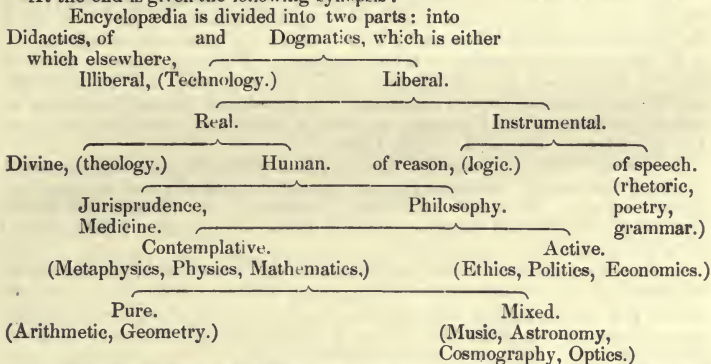 At the end is given the following synopsis:
Encyclopædia is divided into two parts: into
Didactics, of and Dogmatics, which is either
which elsewhere,
Illiberal, (Technology.) Liberal.
Real. Instrumental.
Divine, (theology.) Human. of reason, (logic.) of speech.
(rhetoric,
Jurisprudence, Philosophy. poetry,
Medicine. grammar.)
Contemplative. Active.
(Metaphysics, Physics, Mathematics.) (Ethics, Politics, Economics.)
Pure. Mixed.
(Arithmetic, Geometry.) (Music, Astronomy,
Cosmography, Optics.)